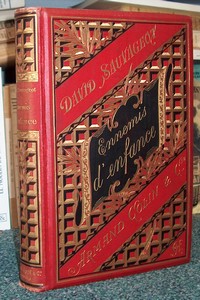 DAVID SAUVAGEOT
Ennemis
d'enfance
ARMAND COLIN & Cie